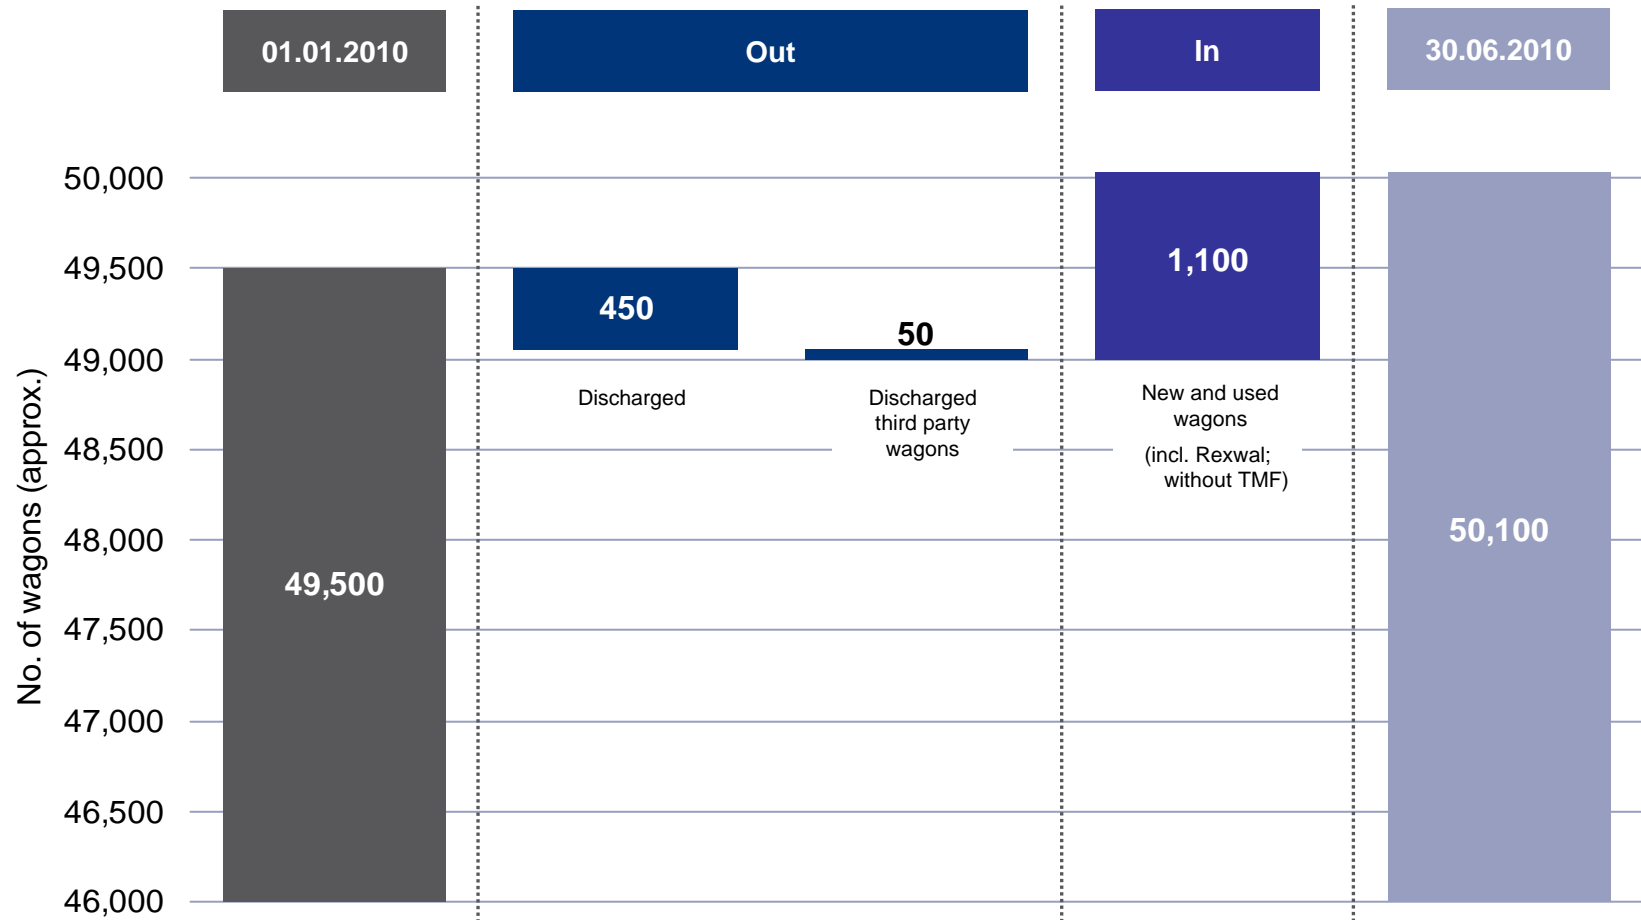 01.01.2010
Out
In
30.06.2010
No. of wagons (approx.)
50,000
49,500
49,000
48,500
48,000
47,500
47,000
46,500
46,000
49,500
450
Discharged
50
Discharged
third party
wagons
1,100
New and used
wagons
(incl. Rexwal;
without TMF)
50,100